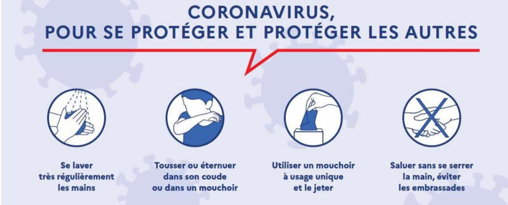 CORONAVIRUS,
POUR SE PROTÉGER ET PROTÉGER LES AUTRES
Se laver
très régulièrement
les mains
Tousser ou éternuer
dans son coude
ou dans un mouchoir
Utiliser un mouchoir
à usage unique
et le jeter
Saluer sans se serrer
la main, éviter
les embrassades